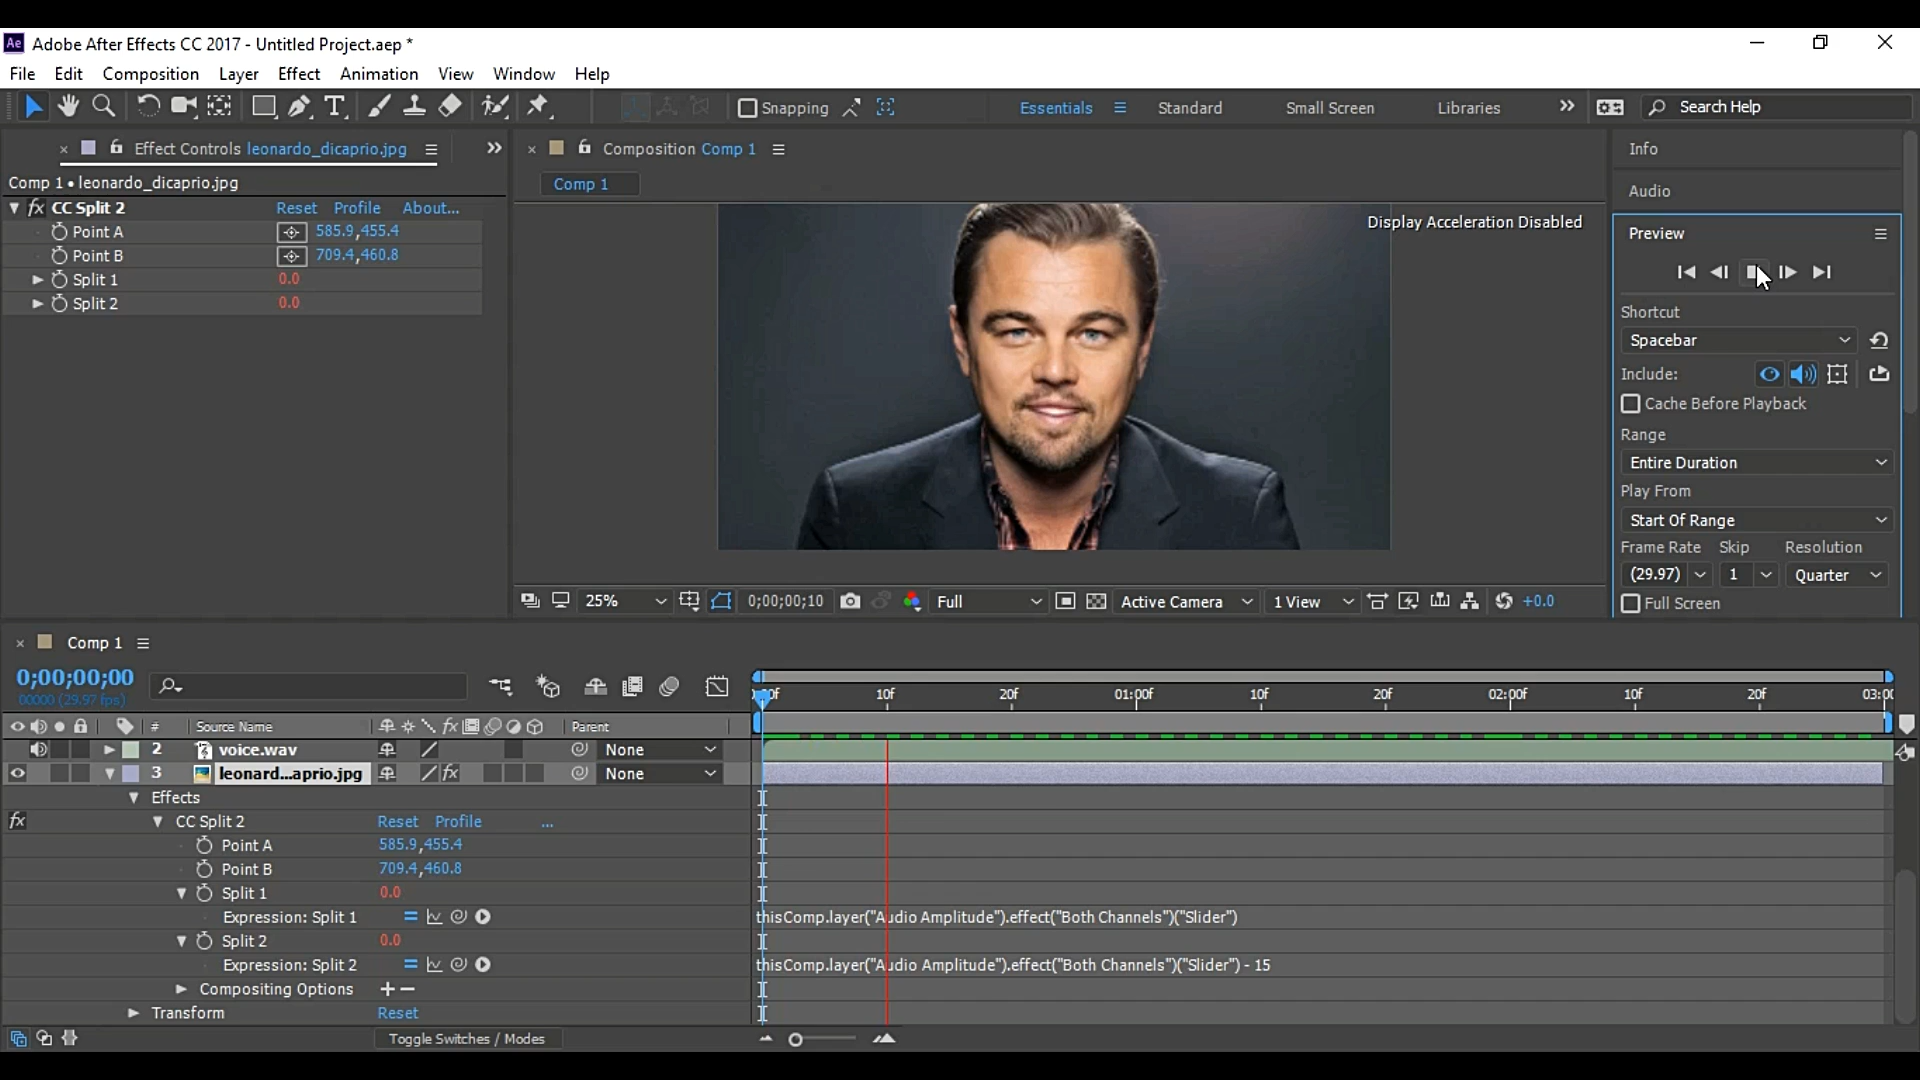 Ae Adobe After Effects CC 2017 - Untitled Project.aep *
File Edit Composition Layer Effect Animation View Window Help
Snapping Essentials Standard Small Screen Libraries Search Help
Effect Controls leonardo_dicaprio.jpg
Comp 1 • leonardo_dicaprio.jpg
fx CC Split 2 Reset Profile About...
Point A 585.9,455.4
Point B 709.4,460.8
Split 1 0.0
Split 2 0.0
Composition Comp 1
Comp 1
Display Acceleration Disabled
25% 0;00;00;10 Full Active Camera 1 View +0.0
Info
Audio
Preview
Shortcut
Spacebar
Include:
Cache Before Playback
Range
Entire Duration
Play From
Start Of Range
Frame Rate Skip Resolution
(29.97) 1 Quarter
Full Screen
Comp 1
0;00;00;00
00000 (29.97 fps)
10f 20f 01:00f 10f 20f 02:00f 10f 20f
# Source Name fx Parent
2 voice.wav None
3 leonard...aprio.jpg fx None
Effects
fx CC Split 2 Reset Profile ...
Point A 585.9,455.4
Point B 709.4,460.8
Split 1 0.0
Expression: Split 1 thisComp.layer("Audio Amplitude").effect("Both Channels")("Slider")
Split 2 0.0
Expression: Split 2 thisComp.layer("Audio Amplitude").effect("Both Channels")("Slider") - 15
Compositing Options
Transform Reset
Toggle Switches / Modes